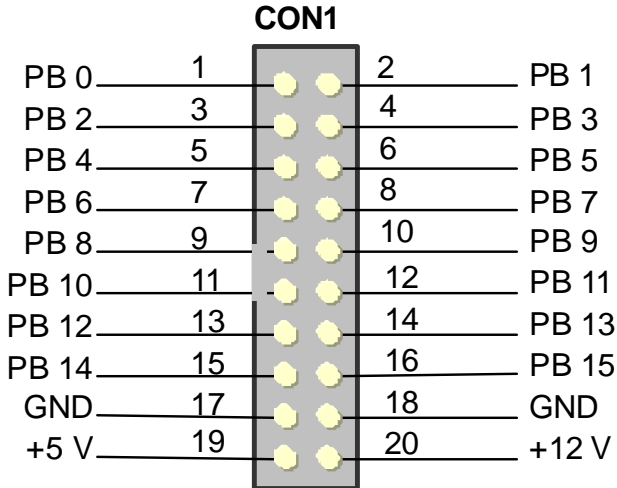 CON1
PB 0 1 2 PB 1
PB 2 3 4 PB 3
PB 4 5 6 PB 5
PB 6 7 8 PB 7
PB 8 9 10 PB 9
PB 10 11 12 PB 11
PB 12 13 14 PB 13
PB 14 15 16 PB 15
GND 17 18 GND
+5 V 19 20 +12 V